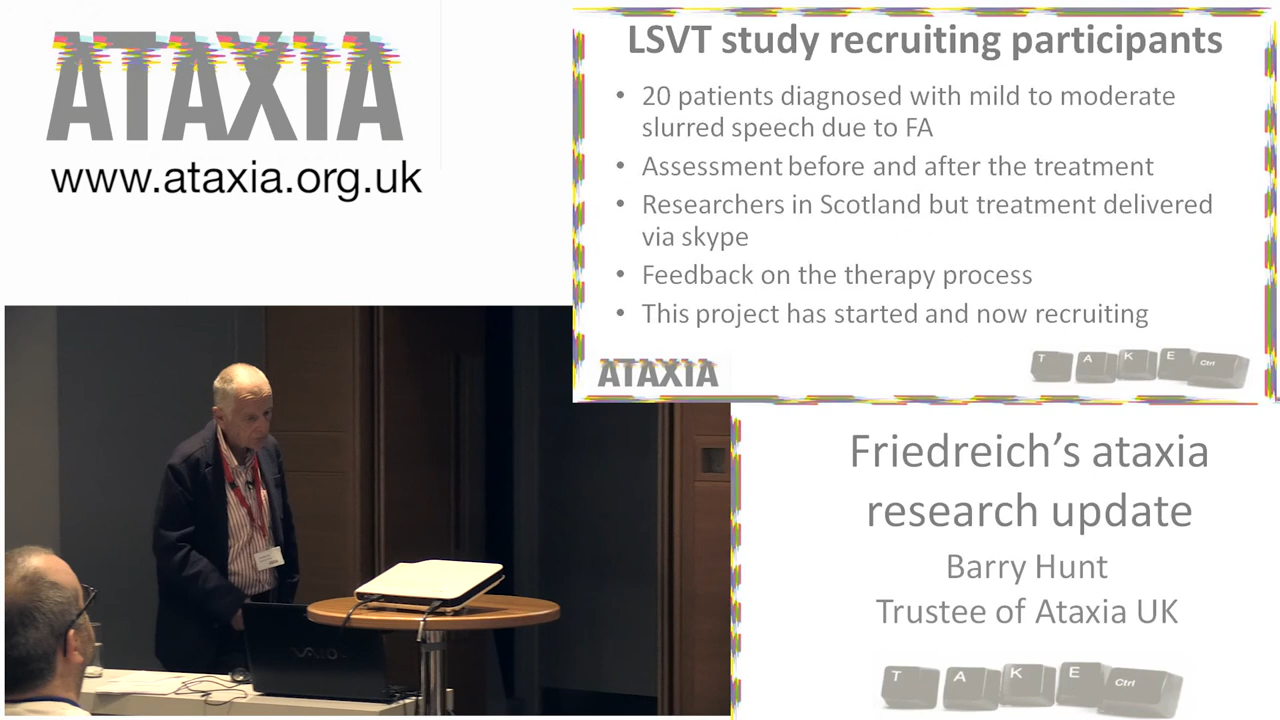 ATAXIA
www.ataxia.org.uk
LSVT study recruiting participants
• 20 patients diagnosed with mild to moderate
slurred speech due to FA
• Assessment before and after the treatment
• Researchers in Scotland but treatment delivered
via skype
• Feedback on the therapy process
• This project has started and now recruiting
ATAXIA
T A K E Ctrl
Friedreich's ataxia
research update
Barry Hunt
Trustee of Ataxia UK
T A K E Ctrl
VAIO